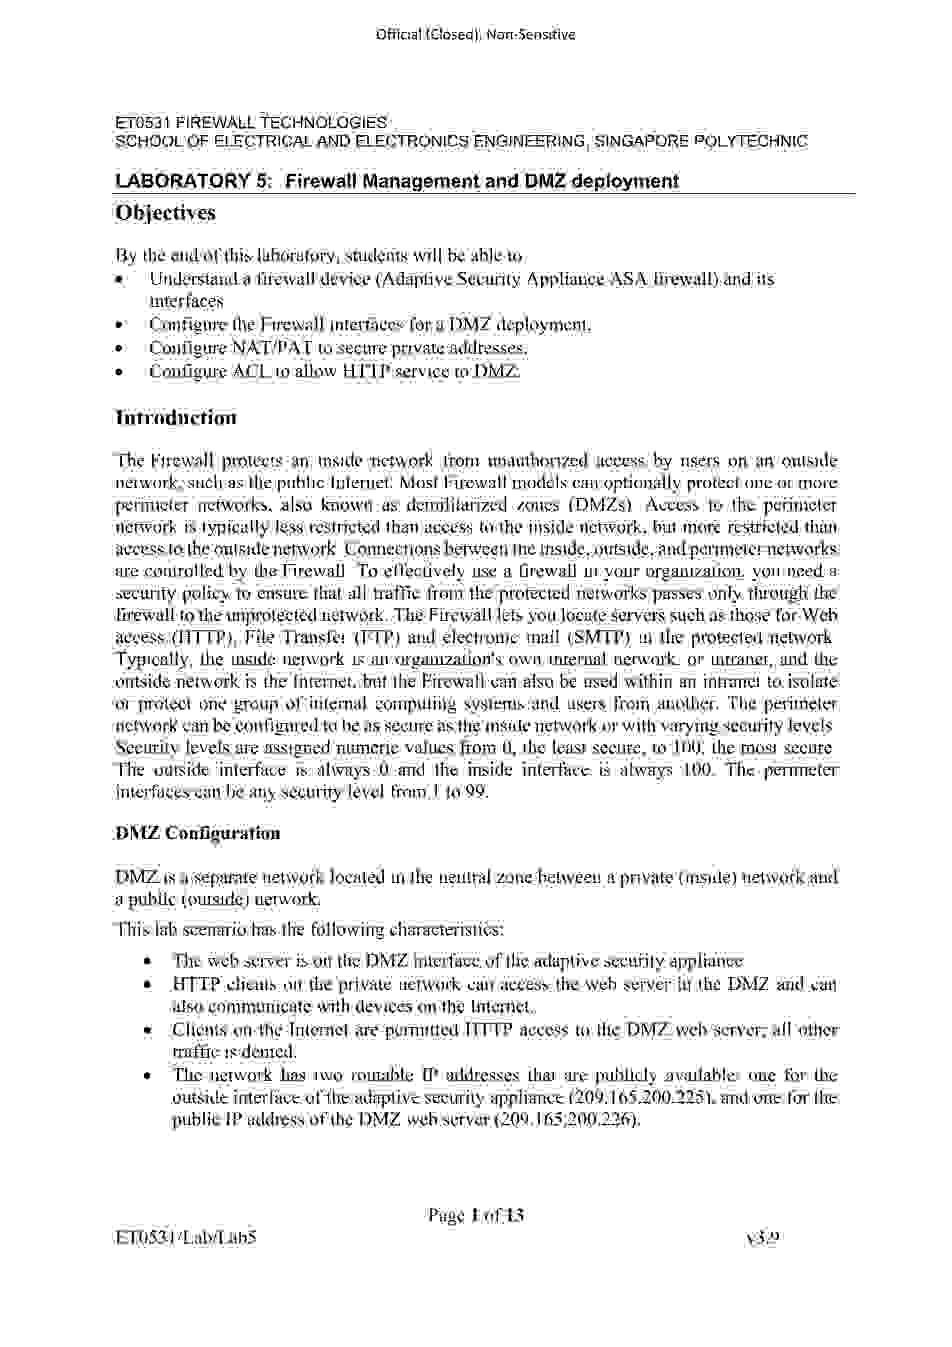 Official (Closed), Non-Sensitive
ET0531 FIREWALL TECHNOLOGIES
SCHOOL OF ELECTRICAL AND ELECTRONICS ENGINEERING, SINGAPORE POLYTECHNIC
LABORATORY 5: Firewall Management and DMZ deployment
Objectives
By the end of this laboratory, students will be able to
• Understand a firewall device (Adaptive Security Appliance ASA firewall) and its
interfaces
• Configure the Firewall interfaces for a DMZ deployment.
• Configure NAT/PAT to secure private addresses.
• Configure ACL to allow HTTP service to DMZ.
Introduction
The Firewall protects an inside network from unauthorized access by users on an outside
network, such as the public Internet. Most Firewall models can optionally protect one or more
perimeter networks, also known as demilitarized zones (DMZs). Access to the perimeter
network is typically less restricted than access to the inside network, but more restricted than
access to the outside network. Connections between the inside, outside, and perimeter networks
are controlled by the Firewall. To effectively use a firewall in your organization, you need a
security policy to ensure that all traffic from the protected networks passes only through the
firewall to the unprotected network. The Firewall lets you locate servers such as those for Web
access (HTTP), File Transfer (FTP) and electronic mail (SMTP) in the protected network.
Typically, the inside network is an organization's own internal network, or intranet, and the
outside network is the Internet, but the Firewall can also be used within an intranet to isolate
or protect one group of internal computing systems and users from another. The perimeter
network can be configured to be as secure as the inside network or with varying security levels.
Security levels are assigned numeric values from 0, the least secure, to 100, the most secure.
The outside interface is always 0 and the inside interface is always 100. The perimeter
interfaces can be any security level from 1 to 99.
DMZ Configuration
DMZ is a separate network located in the neutral zone between a private (inside) network and
a public (outside) network.
This lab scenario has the following characteristics:
• The web server is on the DMZ interface of the adaptive security appliance
• HTTP clients on the private network can access the web server in the DMZ and can
also communicate with devices on the Internet.
• Clients on the Internet are permitted HTTP access to the DMZ web server; all other
traffic is denied.
• The network has two routable IP addresses that are publicly available: one for the
outside interface of the adaptive security appliance (209.165.200.225), and one for the
public IP address of the DMZ web server (209.165.200.226).
Page 1 of 13
ET0531/Lab/Lab5 v3.9